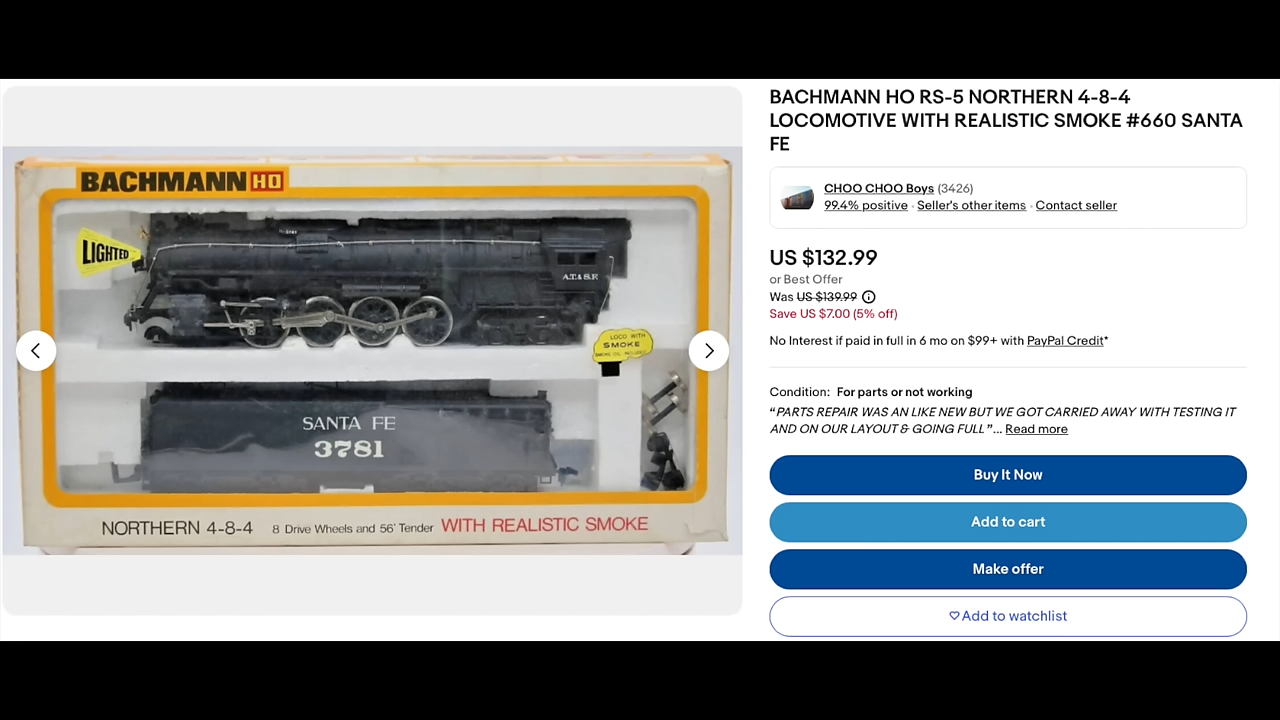 BACHMANN HO RS-5 NORTHERN 4-8-4
LOCOMOTIVE WITH REALISTIC SMOKE #660 SANTA
FE
CHOO CHOO Boys (3426)
99.4% positive · Seller's other items · Contact seller
US $132.99
or Best Offer
Was US $139.99
Save US $7.00 (5% off)
No Interest if paid in full in 6 mo on $99+ with PayPal Credit*
Condition: For parts or not working
“PARTS REPAIR WAS AN LIKE NEW BUT WE GOT CARRIED AWAY WITH TESTING IT
AND ON OUR LAYOUT & GOING FULL”... Read more
Buy It Now
Add to cart
Make offer
Add to watchlist
BACHMANN HO
LIGHTED
A.T.& S.F.
LOCO WITH
SMOKE
SMOKE OIL INCLUDED
SANTA FE
3781
NORTHERN 4-8-4 8 Drive Wheels and 56' Tender WITH REALISTIC SMOKE